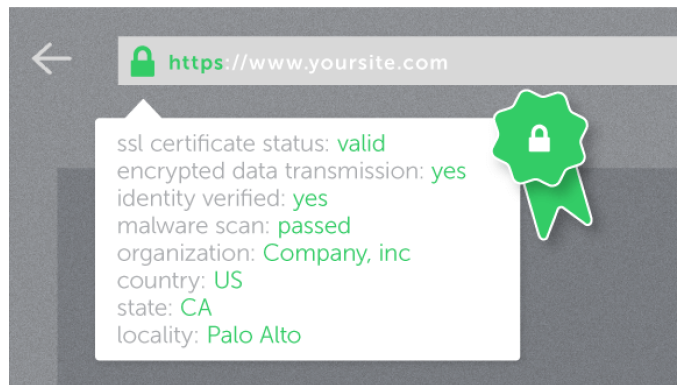 https://www.yoursite.com
ssl certificate status: valid
encrypted data transmission: yes
identity verified: yes
malware scan: passed
organization: Company, inc
country: US
state: CA
locality: Palo Alto